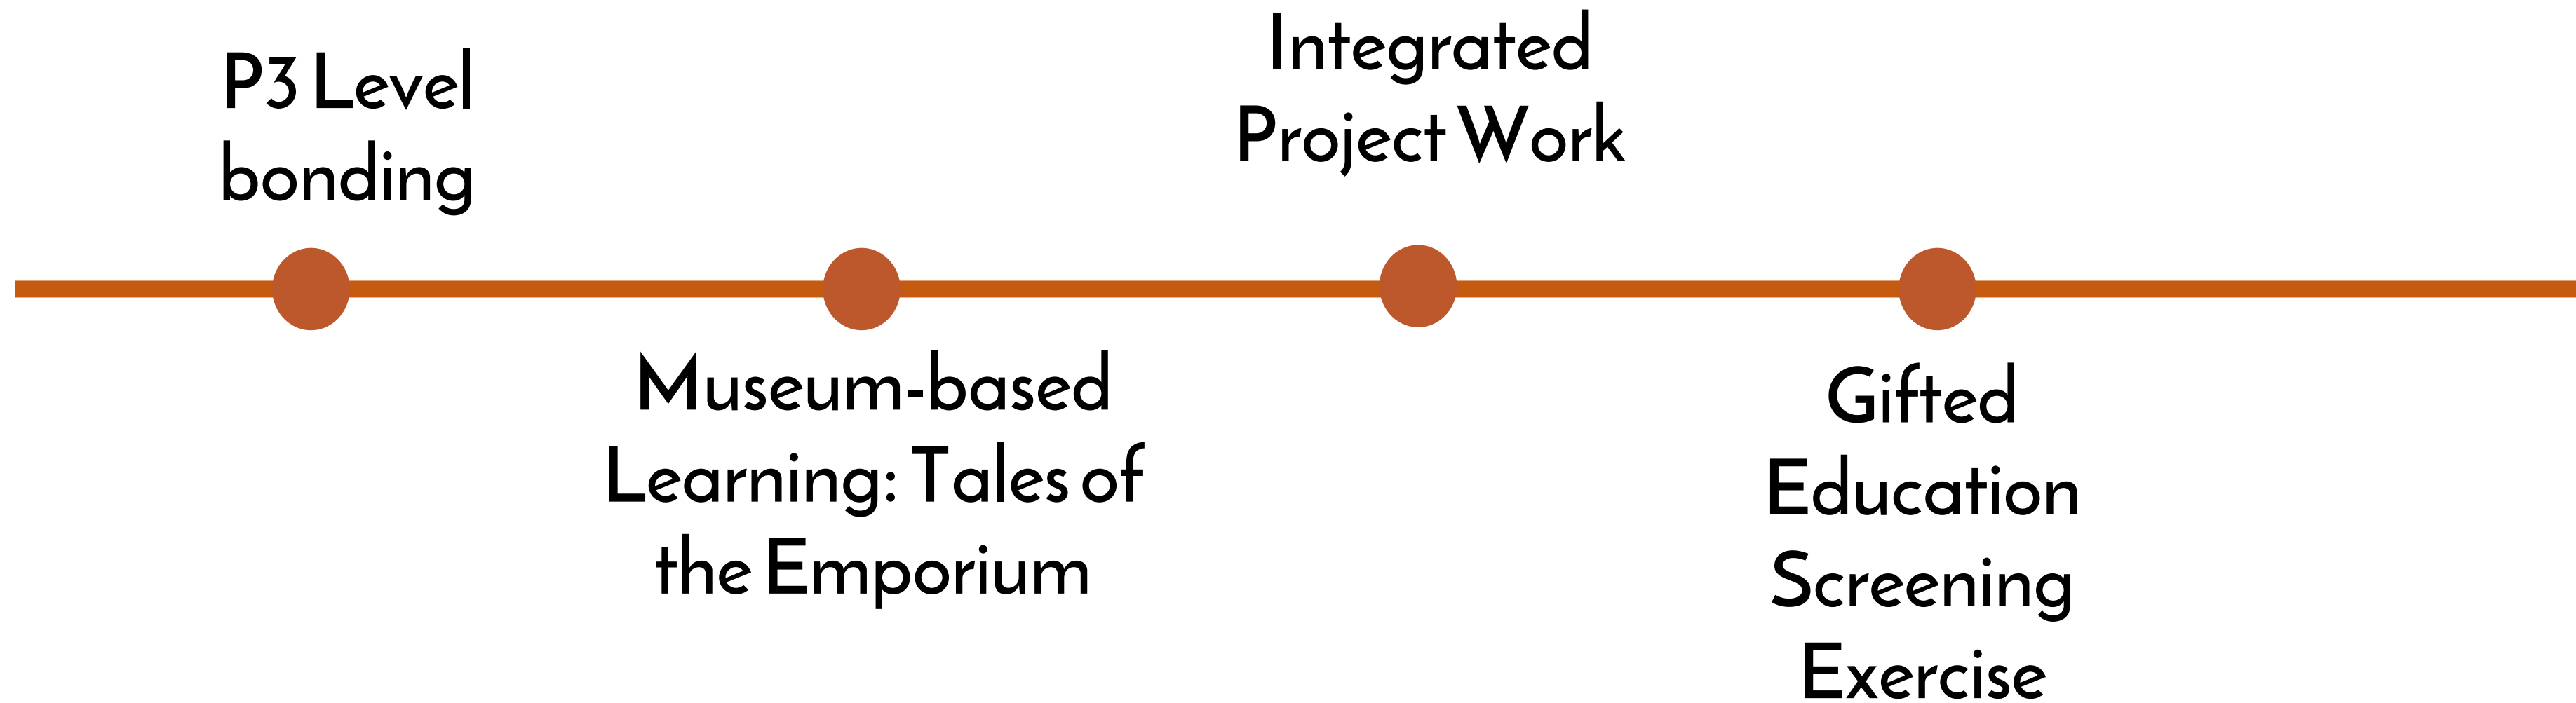 P3 Level
bonding
Museum-based
Learning: Tales of
the Emporium
Integrated
Project Work
Gifted
Education
Screening
Exercise